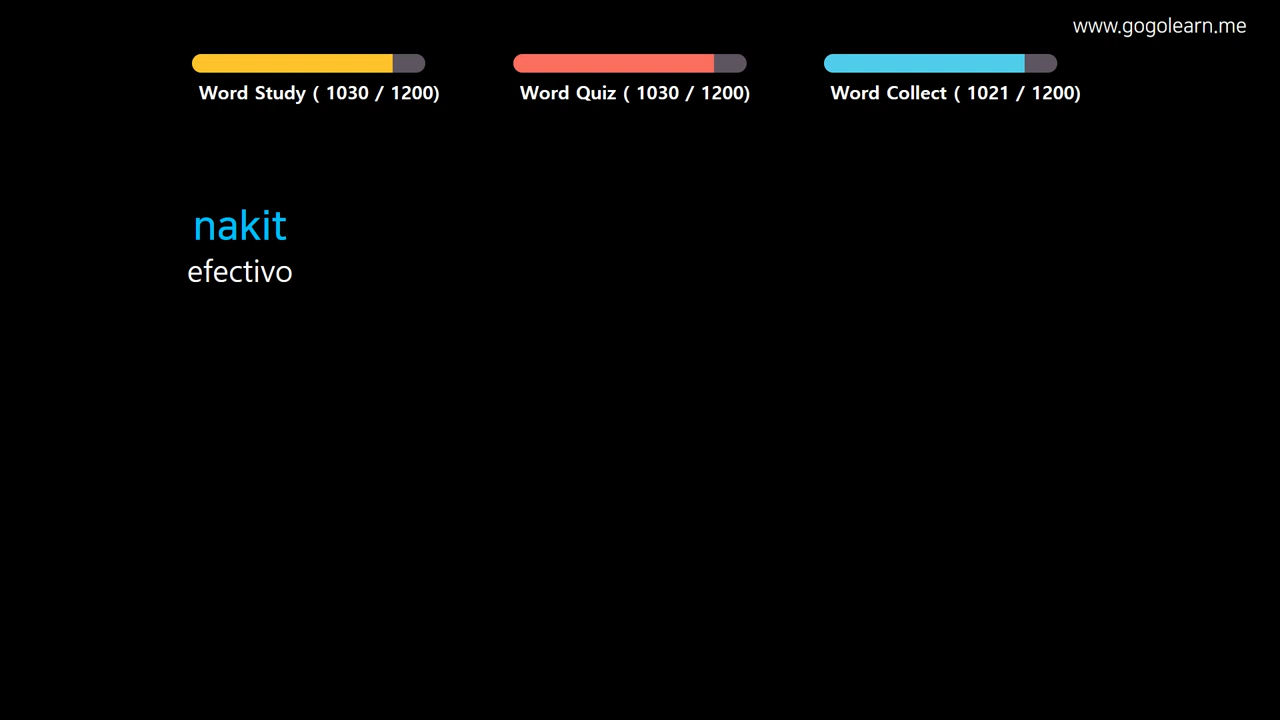 www.gogolearn.me
Word Study ( 1030 / 1200)
Word Quiz ( 1030 / 1200)
Word Collect ( 1021 / 1200)
nakit
efectivo